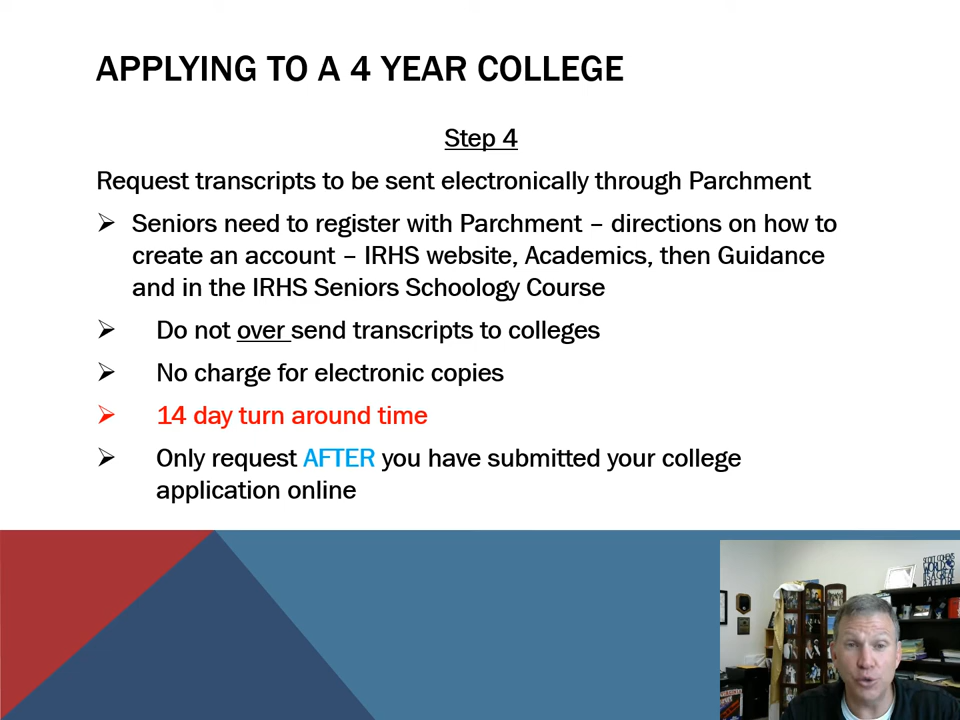 APPLYING TO A 4 YEAR COLLEGE
Step 4
Request transcripts to be sent electronically through Parchment
➢ Seniors need to register with Parchment – directions on how to
create an account – IRHS website, Academics, then Guidance
and in the IRHS Seniors Schoology Course
➢ Do not over send transcripts to colleges
➢ No charge for electronic copies
➢ 14 day turn around time
➢ Only request AFTER you have submitted your college
application online